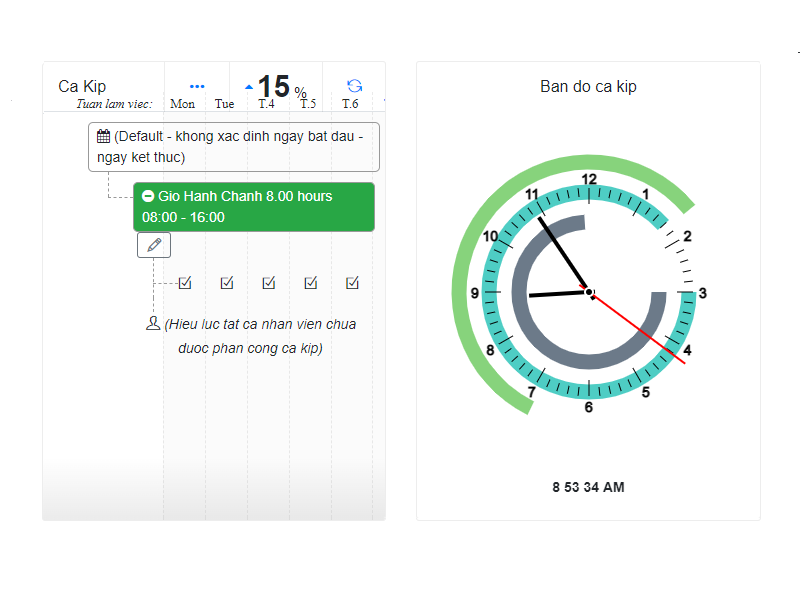 Ca Kip ••• 15 %
Tuan lam viec: Mon Tue T.4 T.5 T.6
(Default - khong xac dinh ngay bat dau -
ngay ket thuc)
Gio Hanh Chanh 8.00 hours
08:00 - 16:00
(Hieu luc tat ca nhan vien chua
duoc phan cong ca kip)
Ban do ca kip
12
11 1
10 2
9 3
8 4
7 5
6
8 53 34 AM